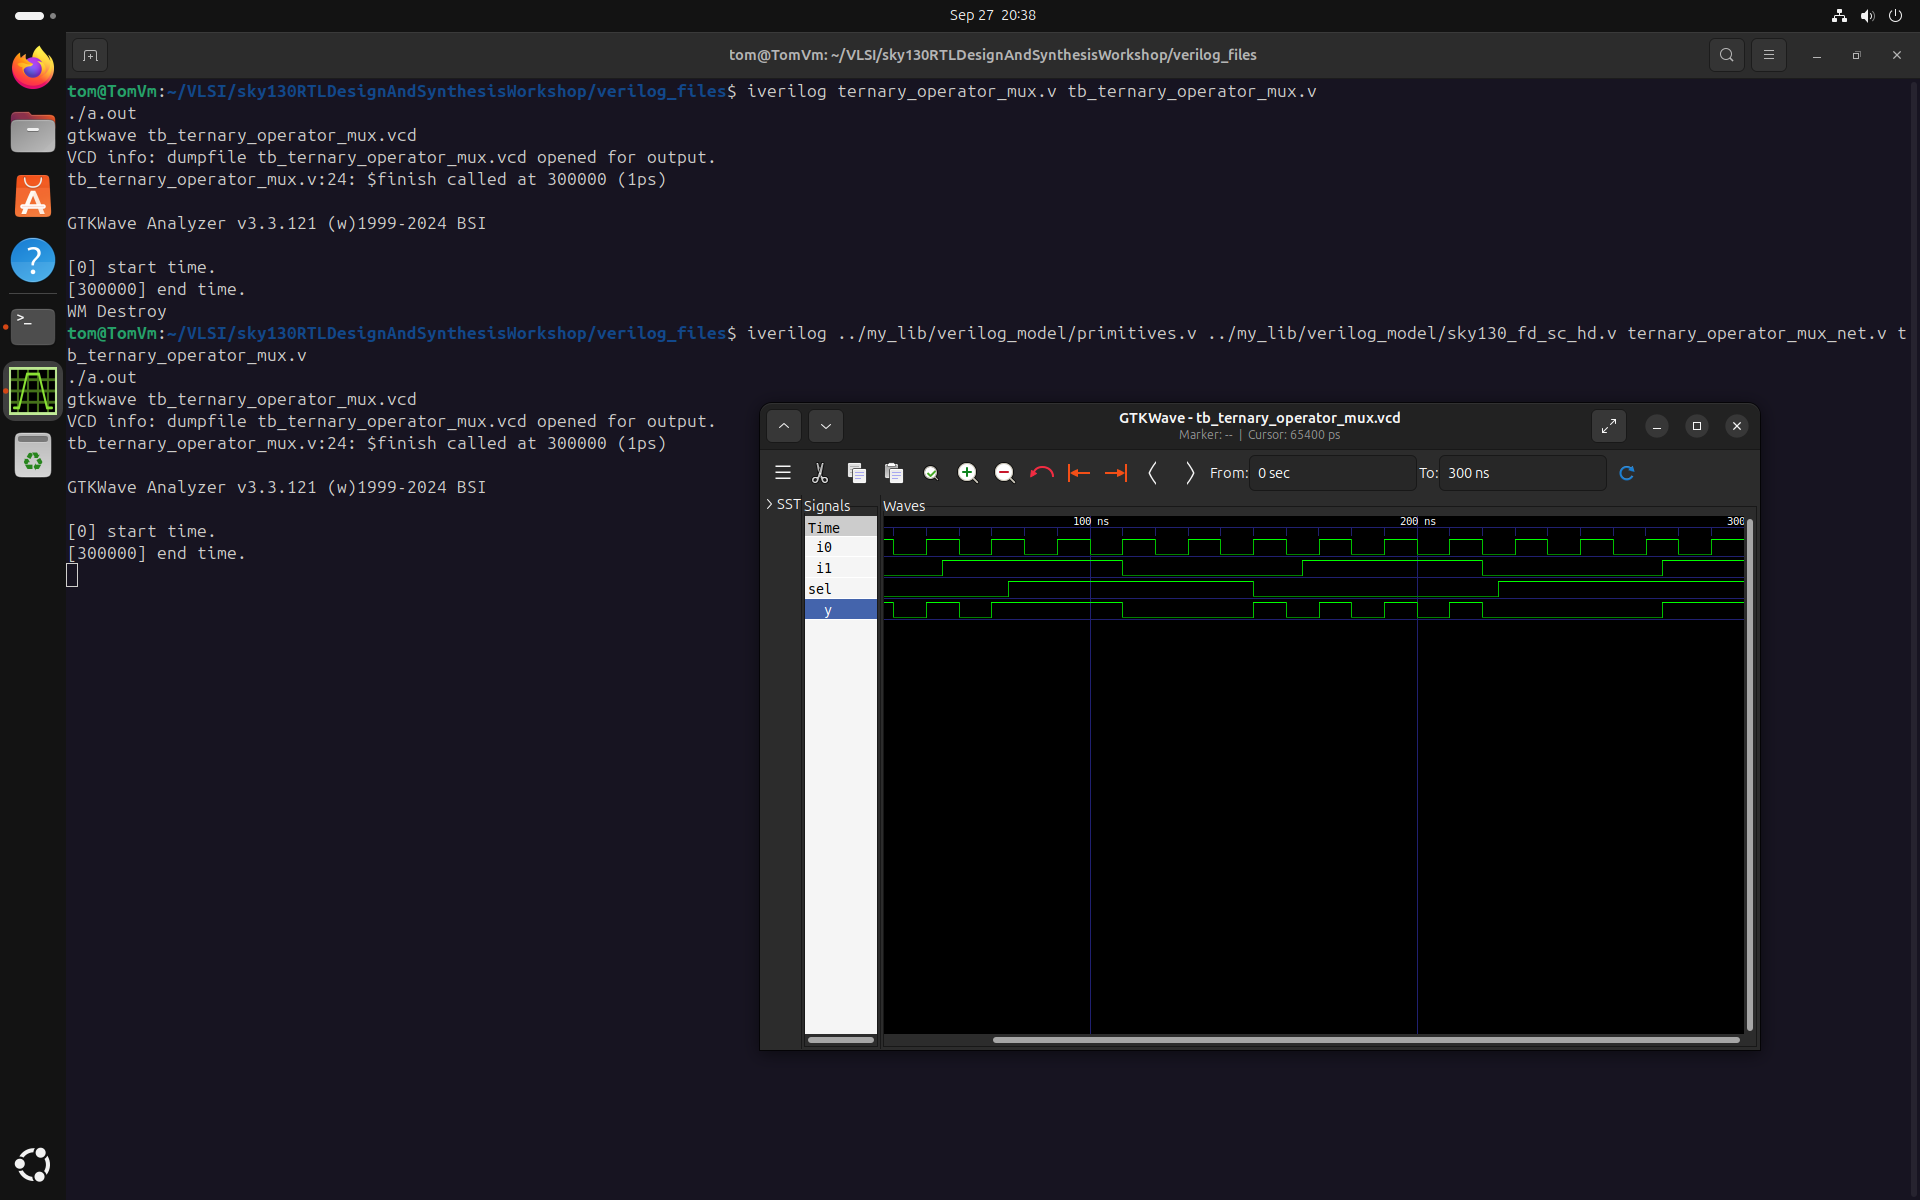 Sep 27 20:38
tom@TomVm: ~/VLSI/sky130RTLDesignAndSynthesisWorkshop/verilog_files
tom@TomVm:~/VLSI/sky130RTLDesignAndSynthesisWorkshop/verilog_files$ iverilog ternary_operator_mux.v tb_ternary_operator_mux.v
./a.out
gtkwave tb_ternary_operator_mux.vcd
VCD info: dumpfile tb_ternary_operator_mux.vcd opened for output.
tb_ternary_operator_mux.v:24: $finish called at 300000 (1ps)
GTKWave Analyzer v3.3.121 (w)1999-2024 BSI
[0] start time.
[300000] end time.
WM Destroy
tom@TomVm:~/VLSI/sky130RTLDesignAndSynthesisWorkshop/verilog_files$ iverilog ../my_lib/verilog_model/primitives.v ../my_lib/verilog_model/sky130_fd_sc_hd.v ternary_operator_mux_net.v t
b_ternary_operator_mux.v
./a.out
gtkwave tb_ternary_operator_mux.vcd
VCD info: dumpfile tb_ternary_operator_mux.vcd opened for output.
tb_ternary_operator_mux.v:24: $finish called at 300000 (1ps)
GTKWave Analyzer v3.3.121 (w)1999-2024 BSI
[0] start time.
[300000] end time.
GTKWave - tb_ternary_operator_mux.vcd
Marker: -- | Cursor: 65400 ps
From: 0 sec To: 300 ns
SST Signals Waves
Time 100 ns 200 ns 300
i0
i1
sel
y